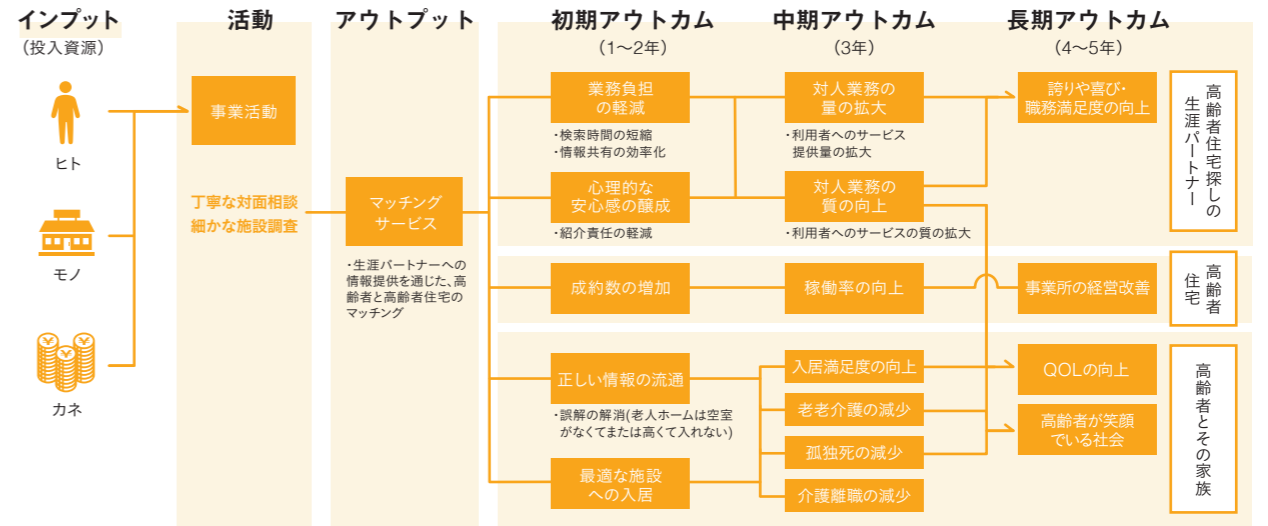 インプット
(投入資源)
ヒト
モノ
カネ
活動
事業活動
丁寧な対面相談
細かな施設調査
アウトプット
マッチング
サービス
・生涯パートナーへの
情報提供を通じた、高
齢者と高齢者住宅の
マッチング
初期アウトカム
(1〜2年)
業務負担
の軽減
・検索時間の短縮
・情報共有の効率化
心理的な
安心感の醸成
・紹介責任の軽減
成約数の増加
正しい情報の流通
・誤解の解消(老人ホームは空室
がなくてまたは高くて入れない)
最適な施設
への入居
中期アウトカム
(3年)
対人業務の
量の拡大
・利用者へのサービス
提供量の拡大
対人業務の
質の向上
・利用者へのサービスの質の拡大
稼働率の向上
入居満足度の向上
老老介護の減少
孤独死の減少
介護離職の減少
長期アウトカム
(4〜5年)
誇りや喜び・
職務満足度の向上
事業所の経営改善
QOLの向上
高齢者が笑顔
でいる社会
高齢者住宅探しの
生涯パートナー
高齢者
住宅
高齢者とその家族